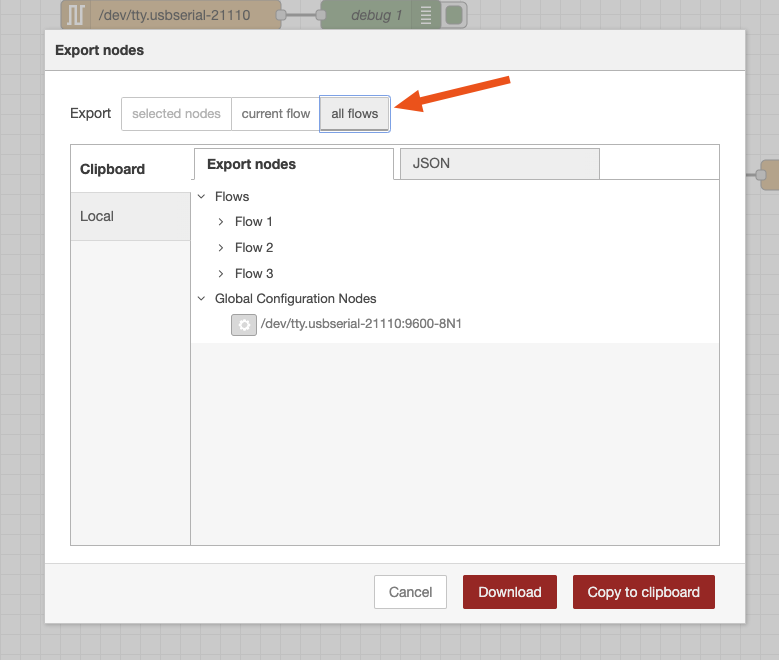 /dev/tty.usbserial-21110 debug 1
Export nodes
Export selected nodes current flow all flows
Clipboard Export nodes JSON
Local
Flows
Flow 1
Flow 2
Flow 3
Global Configuration Nodes
/dev/tty.usbserial-21110:9600-8N1
Cancel Download Copy to clipboard